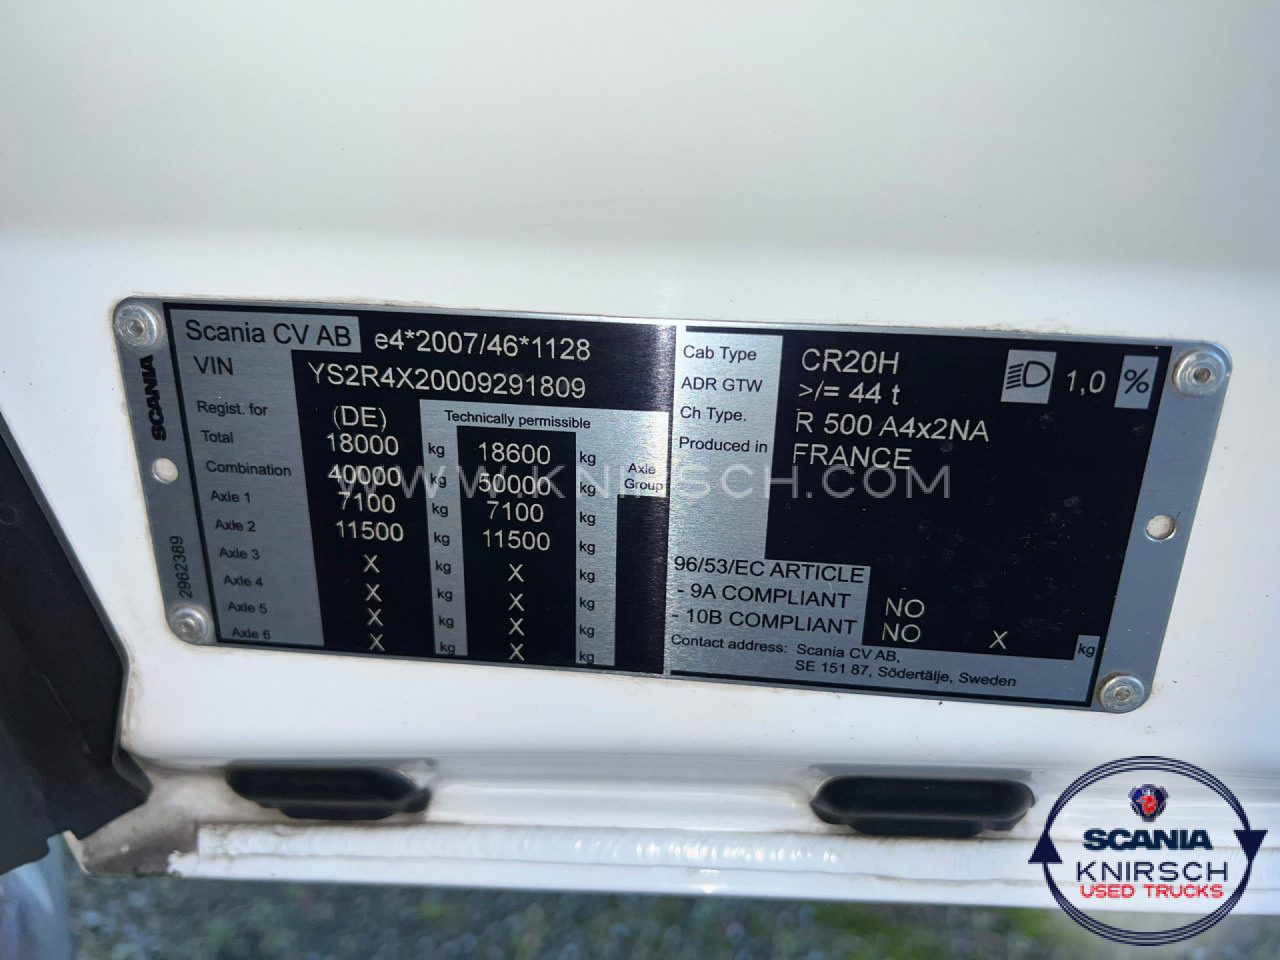 Scania CV AB e4*2007/46*1128
VIN YS2R4X20009291809
Regist. for (DE) Technically permissible
Total 18000 kg 18600 kg Axle Group
Combination 40000 kg 50000 kg
Axle 1 7100 kg 7100 kg
Axle 2 11500 kg 11500 kg
Axle 3 X kg X kg
Axle 4 X kg X kg
Axle 5 X kg X kg
Axle 6 X kg X kg
SCANIA
2962389
Cab Type CR20H 1,0 %
ADR GTW >/= 44 t
Ch Type. R 500 A4x2NA
Produced in FRANCE
96/53/EC ARTICLE
- 9A COMPLIANT NO
- 10B COMPLIANT NO X kg
Contact address: Scania CV AB,
SE 151 87, Södertälje, Sweden
WWW.KNIRSCH.COM
SCANIA
KNIRSCH
USED TRUCKS